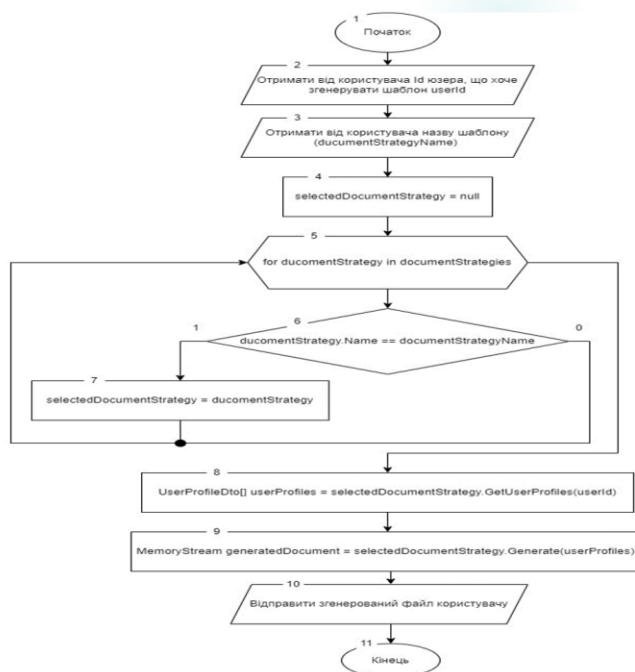 1
Початок
2
Отримати від користувача Id юзера, що хоче
згенерувати шаблон userId
3
Отримати від користувача назву шаблону
(ducumentStrategyName)
4
selectedDocumentStrategy = null
5
for ducomentStrategy in documentStrategies
6
1
0
ducomentStrategy.Name == documentStrategyName
7
selectedDocumentStrategy = ducomentStrategy
8
UserProfileDto[] userProfiles = selectedDocumentStrategy.GetUserProfiles(userId)
9
MemoryStream generatedDocument = selectedDocumentStrategy.Generate(userProfiles)
10
Відправити згенерований файл користувачу
11
Кінець